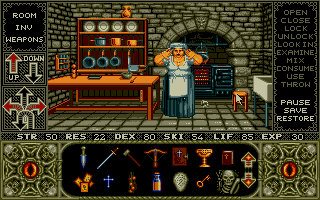 ROOM
INV
WEAPONS
UP
DOWN
OPEN
CLOSE
LOCK
UNLOCK
LOOK IN
EXAMINE
MIX
CONSUME
USE
THROW
PAUSE
SAVE
RESTORE
STR 50 RES 22 DEX 80 SKI 54 LIF 85 EXP 30